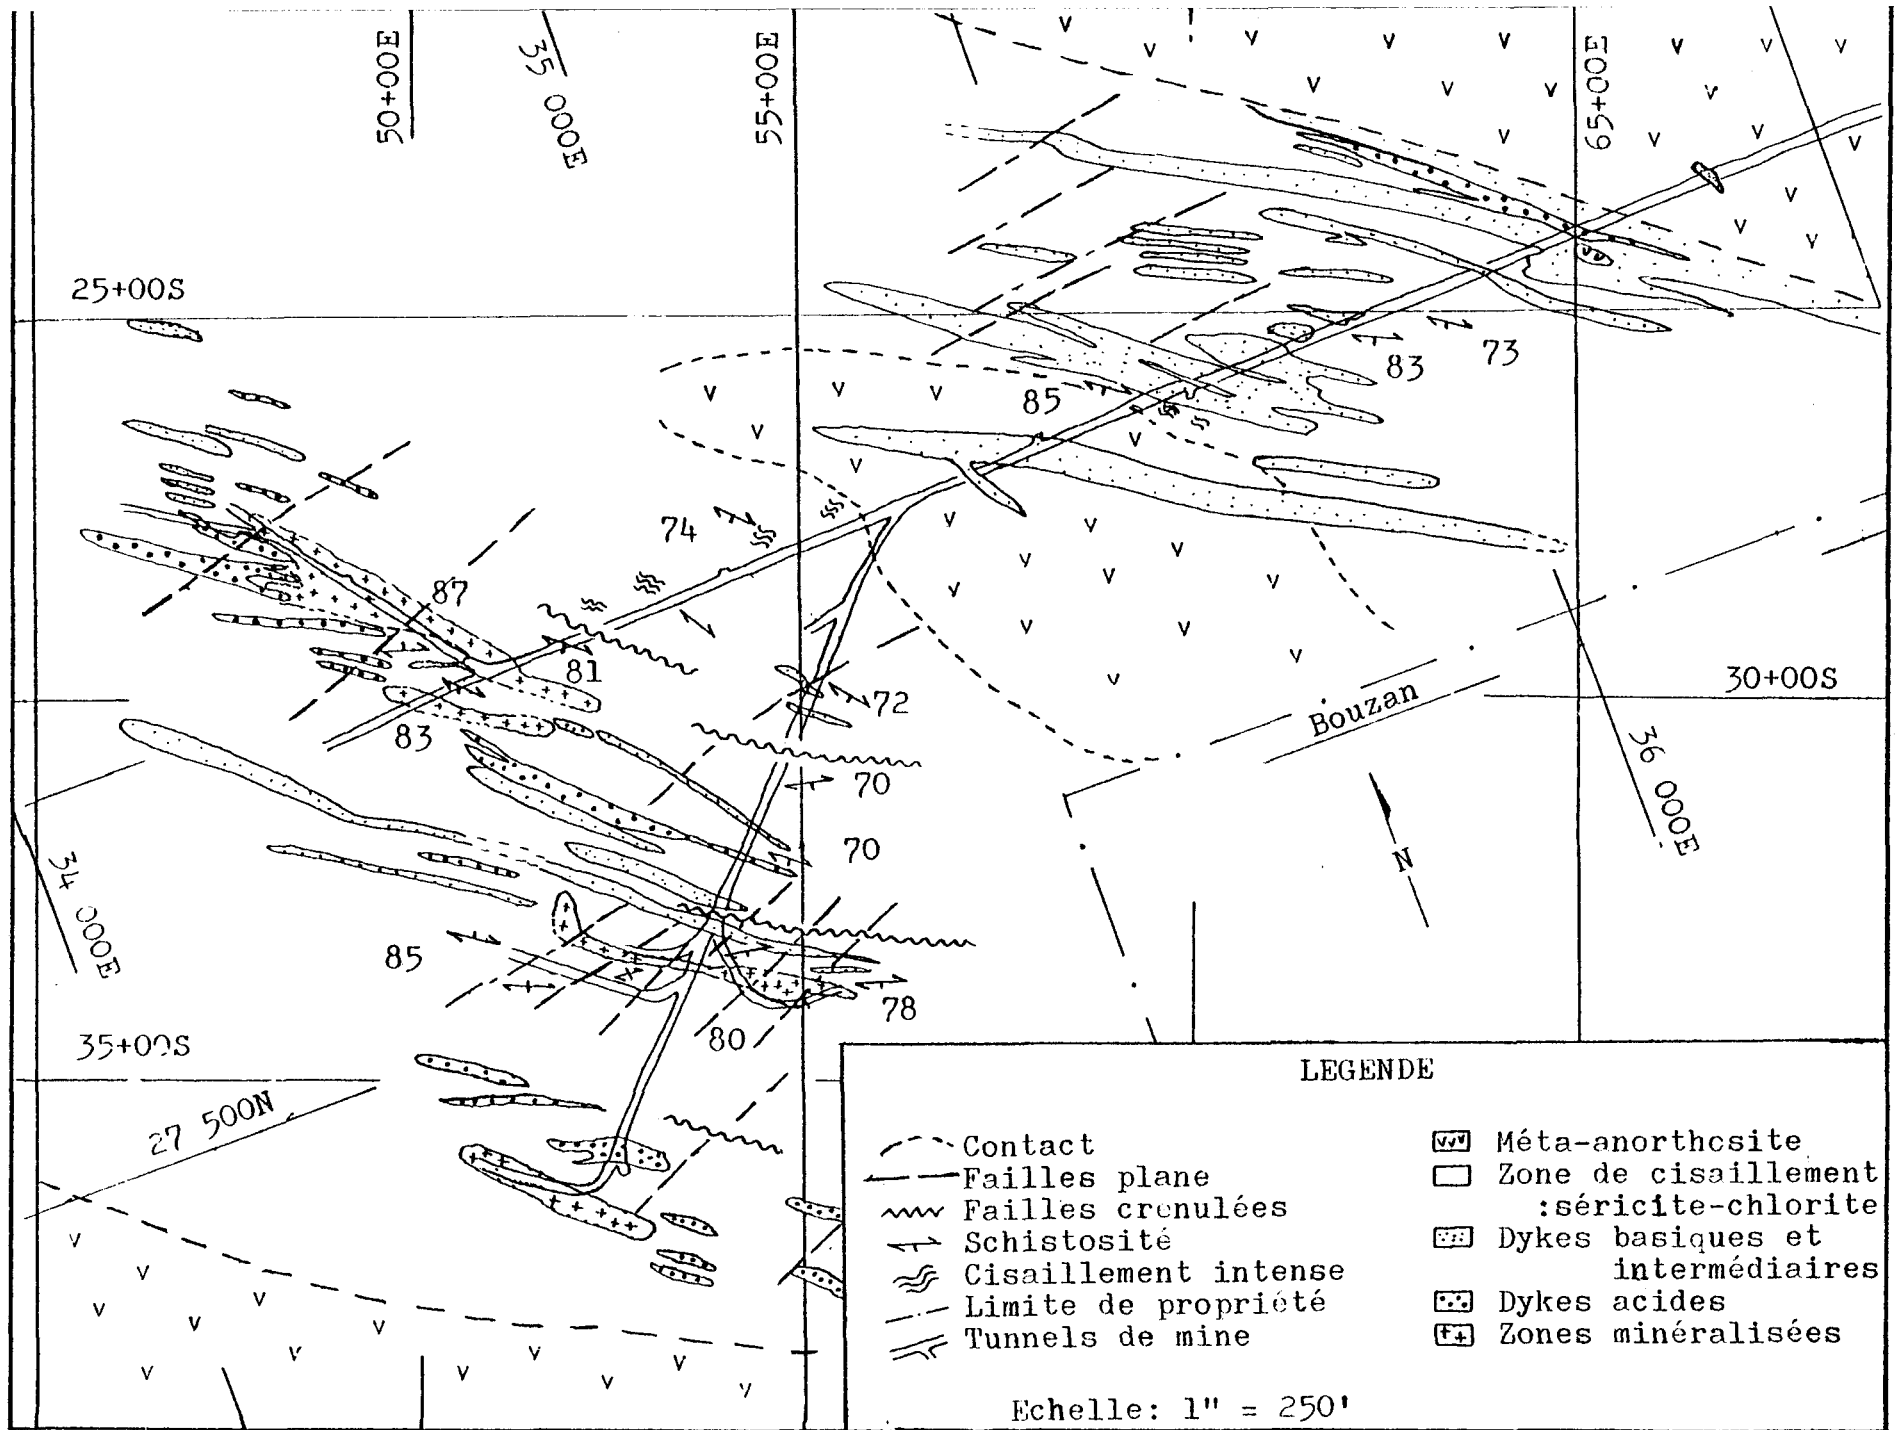 50+00E
35 000E
55+00E
65+00E
25+00S
83
73
85
74
87
81
72
83
70
30+00S
Bouzan
36 000E
N
70
34 000E
85
78
80
35+00S
27 500N
LEGENDE
Contact
Failles plane
Failles crenulées
Schistosité
Cisaillement intense
Limite de propriété
Tunnels de mine
Méta-anorthosite
Zone de cisaillement
:séricite-chlorite
Dykes basiques et
intermédiaires
Dykes acides
Zones minéralisées
Echelle: 1" = 250'